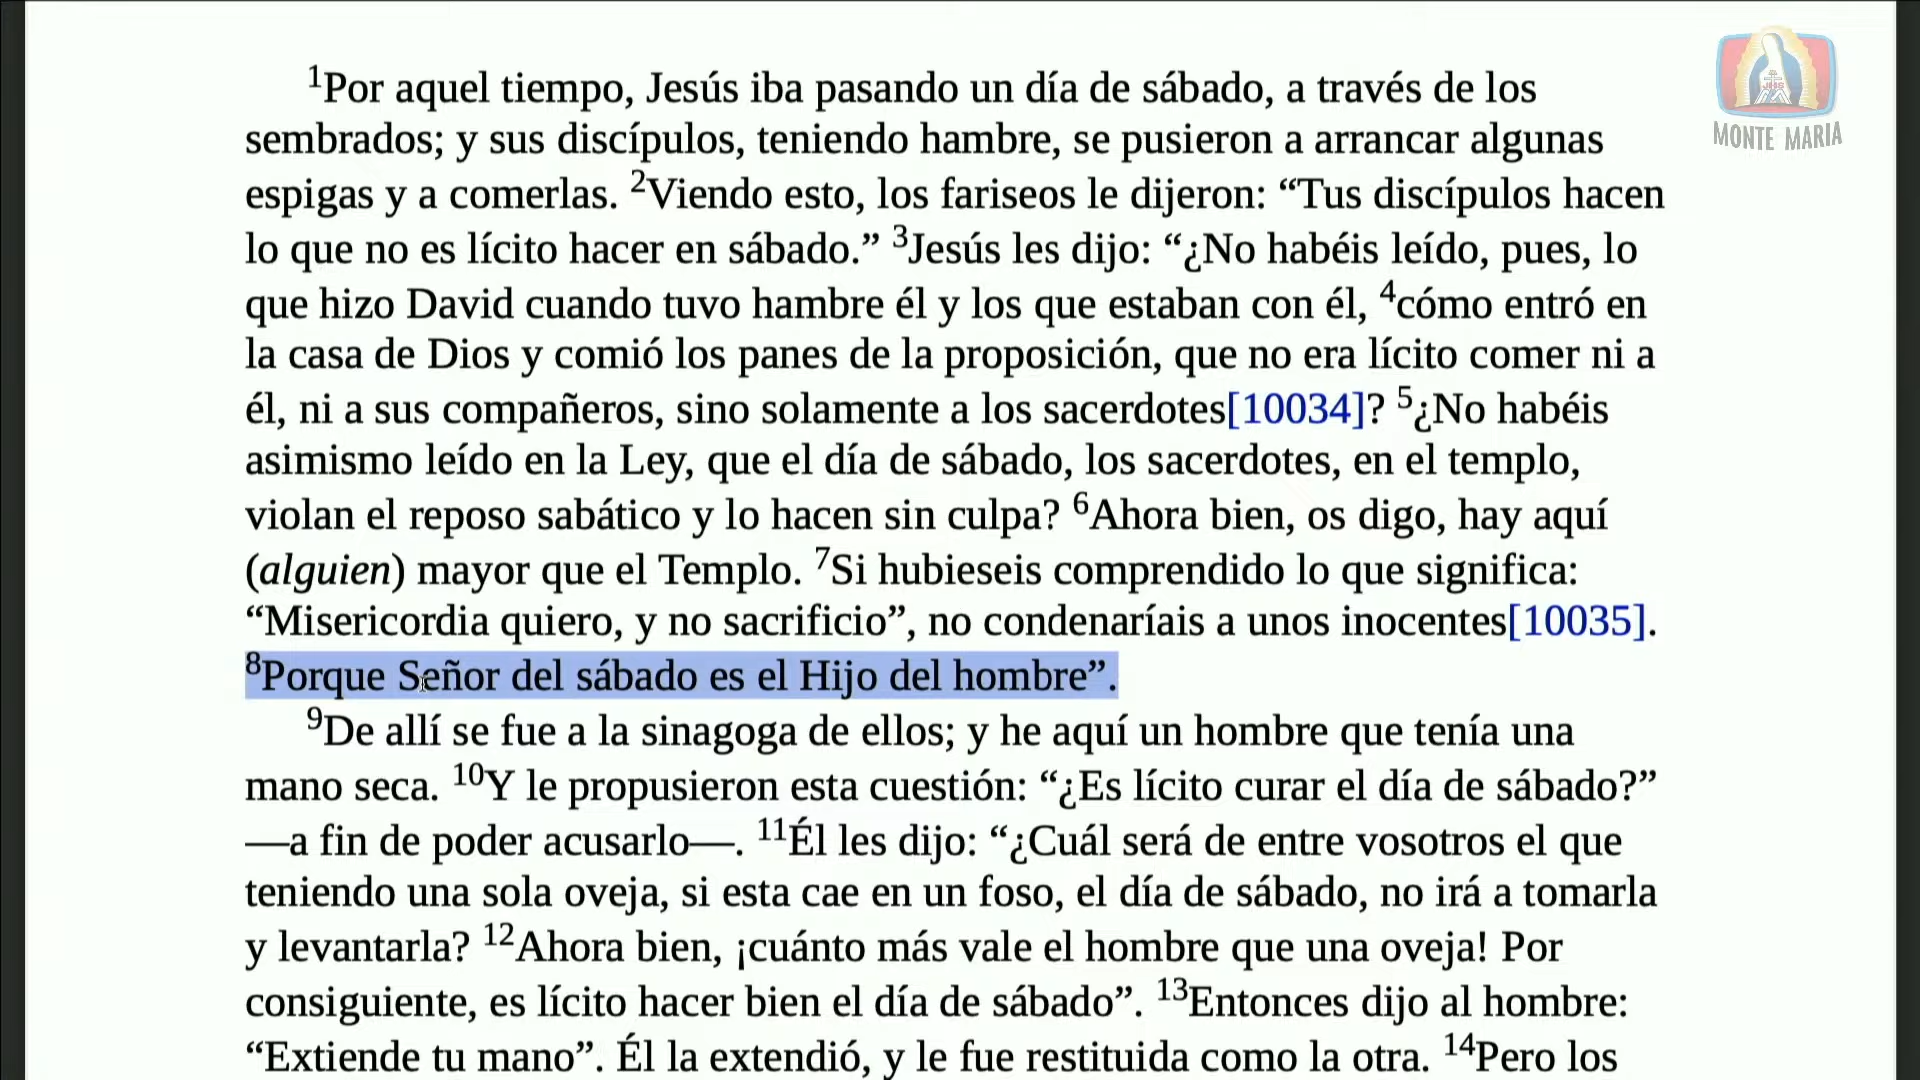 ¹Por aquel tiempo, Jesús iba pasando un día de sábado, a través de los
sembrados; y sus discípulos, teniendo hambre, se pusieron a arrancar algunas
espigas y a comerlas. ²Viendo esto, los fariseos le dijeron: “Tus discípulos hacen
lo que no es lícito hacer en sábado.” ³Jesús les dijo: “¿No habéis leído, pues, lo
que hizo David cuando tuvo hambre él y los que estaban con él, ⁴cómo entró en
la casa de Dios y comió los panes de la proposición, que no era lícito comer ni a
él, ni a sus compañeros, sino solamente a los sacerdotes[10034]? ⁵¿No habéis
asimismo leído en la Ley, que el día de sábado, los sacerdotes, en el templo,
violan el reposo sabático y lo hacen sin culpa? ⁶Ahora bien, os digo, hay aquí
(alguien) mayor que el Templo. ⁷Si hubieseis comprendido lo que significa:
“Misericordia quiero, y no sacrificio”, no condenaríais a unos inocentes[10035].
⁸Porque Señor del sábado es el Hijo del hombre”.
⁹De allí se fue a la sinagoga de ellos; y he aquí un hombre que tenía una
mano seca. ¹⁰Y le propusieron esta cuestión: “¿Es lícito curar el día de sábado?”
—a fin de poder acusarlo—. ¹¹Él les dijo: “¿Cuál será de entre vosotros el que
teniendo una sola oveja, si esta cae en un foso, el día de sábado, no irá a tomarla
y levantarla? ¹²Ahora bien, ¡cuánto más vale el hombre que una oveja! Por
consiguiente, es lícito hacer bien el día de sábado”. ¹³Entonces dijo al hombre:
“Extiende tu mano”. Él la extendió, y le fue restituida como la otra. ¹⁴Pero los
JHS
MONTE MARIA